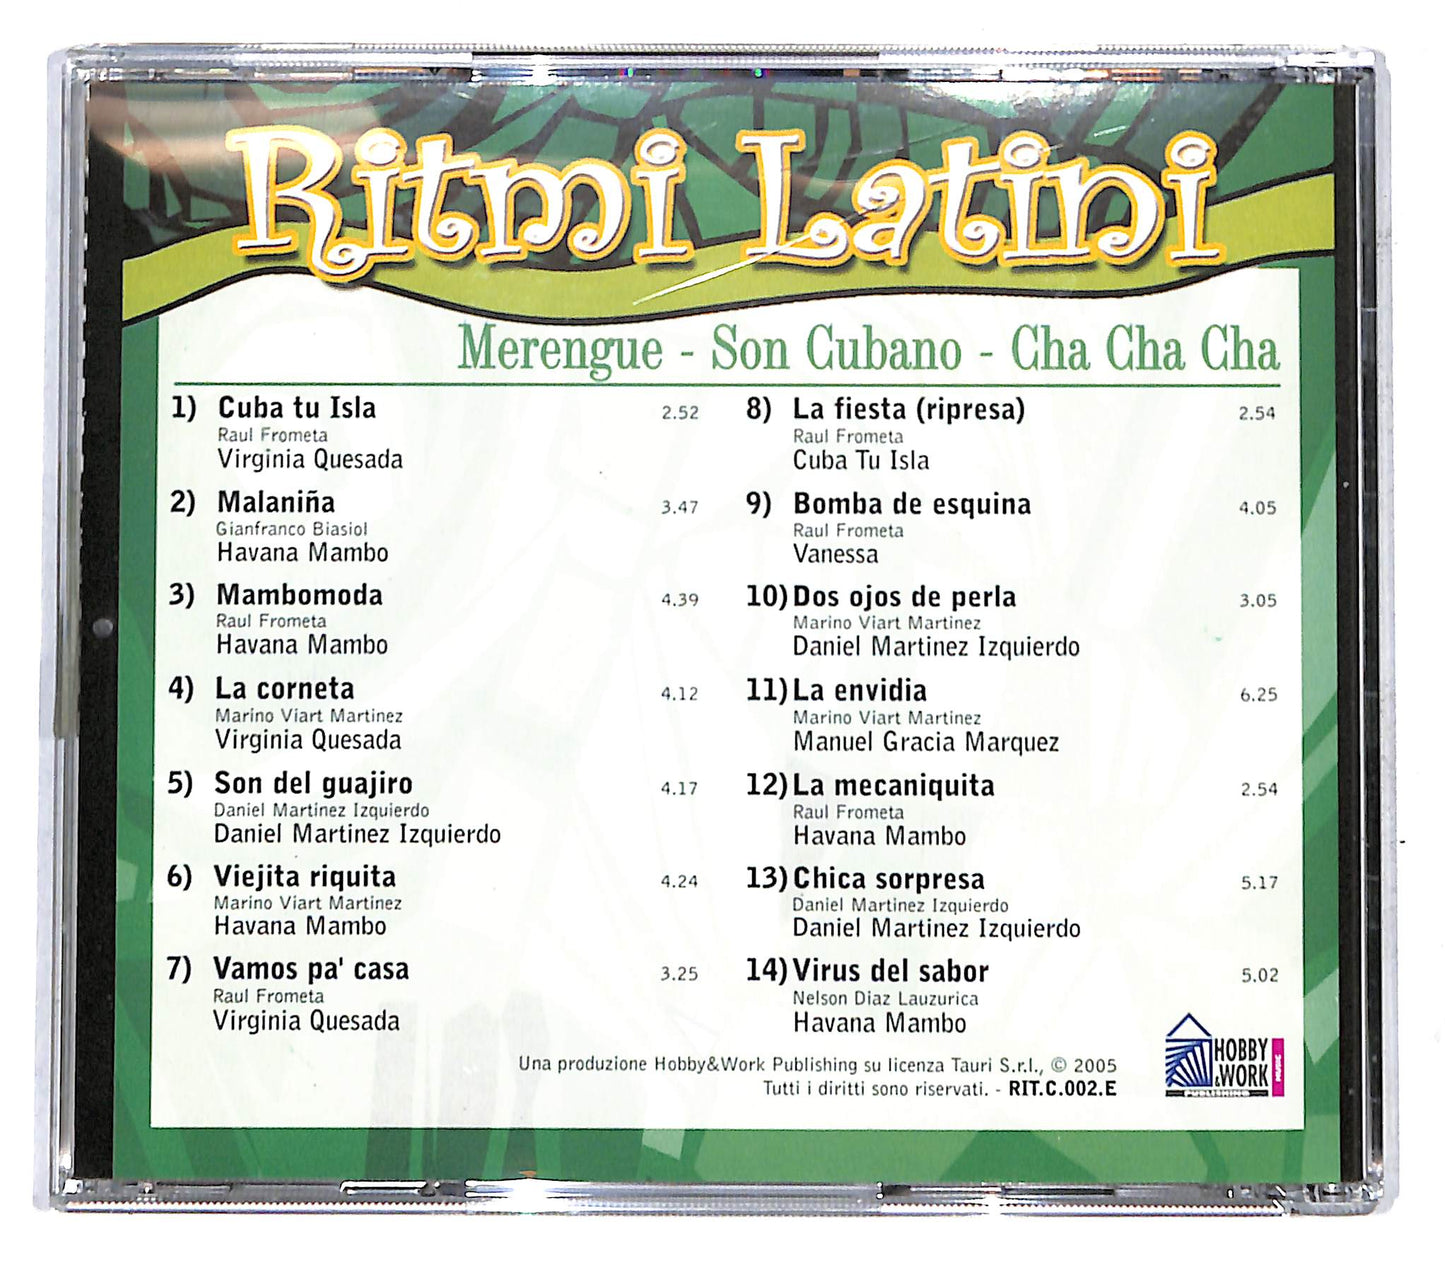 Ritmi Latini
Merengue - Son Cubano - Cha Cha Cha
1) Cuba tu Isla 2.52
Raul Frometa
Virginia Quesada
2) Malaniña 3.47
Gianfranco Biasiol
Havana Mambo
3) Mambomoda 4.39
Raul Frometa
Havana Mambo
4) La corneta 4.12
Marino Viart Martinez
Virginia Quesada
5) Son del guajiro 4.17
Daniel Martinez Izquierdo
Daniel Martinez Izquierdo
6) Viejita riquita 4.24
Marino Viart Martinez
Havana Mambo
7) Vamos pa' casa 3.25
Raul Frometa
Virginia Quesada
8) La fiesta (ripresa) 2.54
Raul Frometa
Cuba Tu Isla
9) Bomba de esquina 4.05
Raul Frometa
Vanessa
10) Dos ojos de perla 3.05
Marino Viart Martinez
Daniel Martinez Izquierdo
11) La envidia 6.25
Marino Viart Martinez
Manuel Gracia Marquez
12) La mecaniquita 2.54
Raul Frometa
Havana Mambo
13) Chica sorpresa 5.17
Daniel Martinez Izquierdo
Daniel Martinez Izquierdo
14) Virus del sabor 5.02
Nelson Diaz Lauzurica
Havana Mambo
Una produzione Hobby&Work Publishing su licenza Tauri S.r.l., © 2005
Tutti i diritti sono riservati. - RIT.C.002.E
HOBBY
&WORK
PUBLISHING
MUSIC